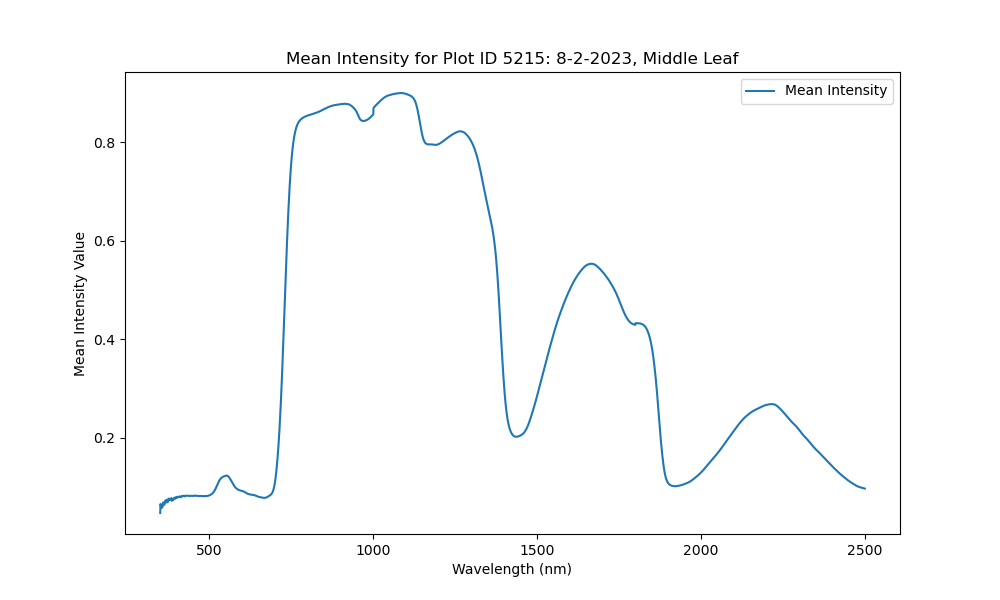 Mean Intensity for Plot ID 5215: 8-2-2023, Middle Leaf
Mean Intensity
Mean Intensity Value
0.8
0.6
0.4
0.2
500 1000 1500 2000 2500
Wavelength (nm)